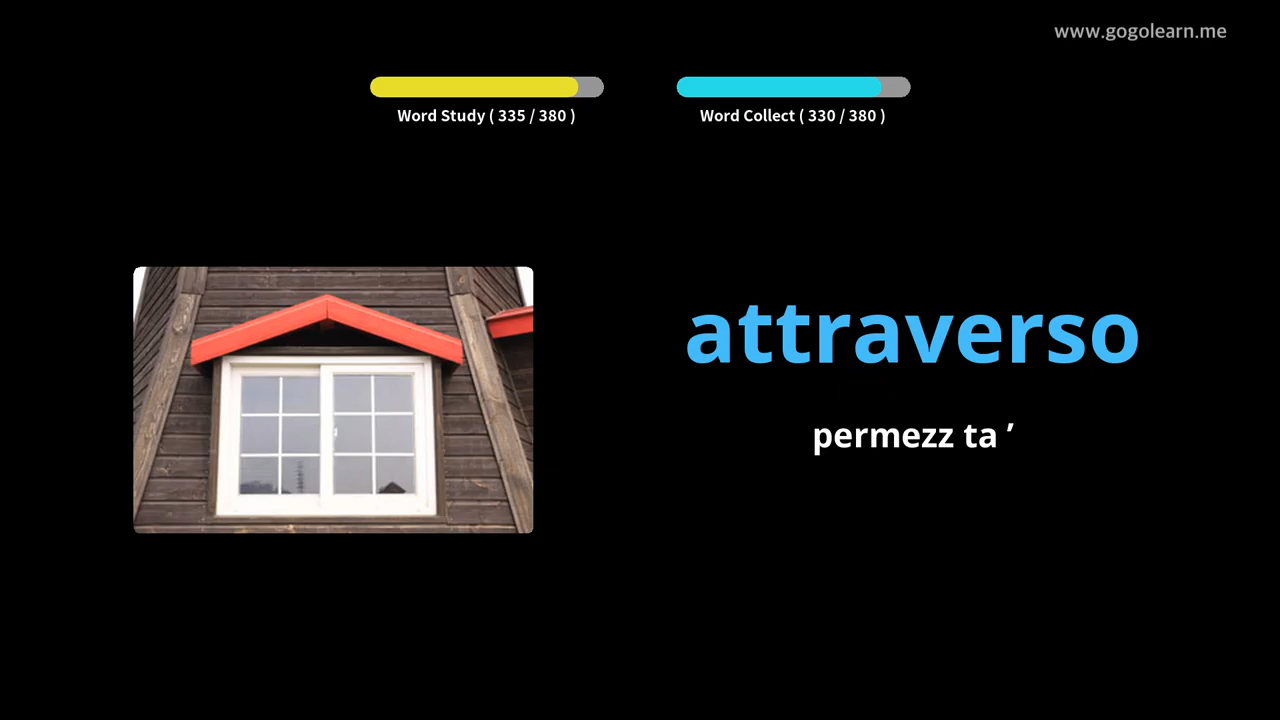 www.gogolearn.me
Word Study ( 335 / 380 )
Word Collect ( 330 / 380 )
attraverso
permezz ta ’